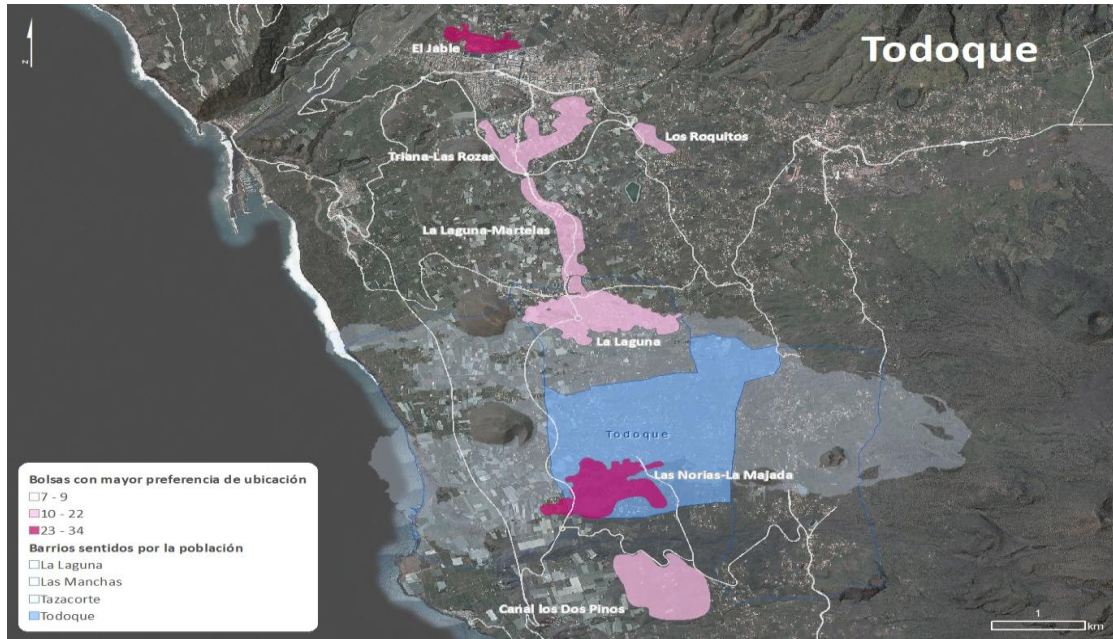 Todoque
El Jable
z
Los Roquitos
Triana-Las Rozas
La Laguna-Martelas
La Laguna
Todoque
Las Norias-La Majada
Canal los Dos Pinos
Bolsas con mayor preferencia de ubicación
7 - 9
10 - 22
23 - 34
Barrios sentidos por la población
La Laguna
Las Manchas
Tazacorte
Todoque
1
km